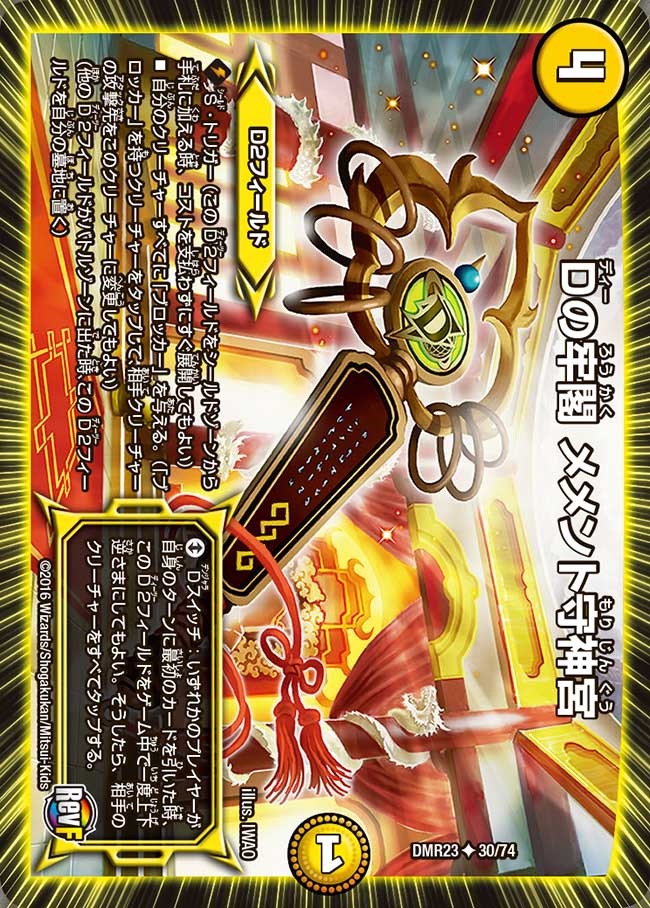 4
Dの牢閣 メメント守神宮
D2フィールド
S・トリガー(このD2フィールドをシールドゾーンから
手札に加える時、コストを支払わずにすぐ展開してもよい)
■ 自分のクリーチャーすべてに「ブロッカー」を与える。(「ブ
ロッカー」を持つクリーチャーをタップして、相手クリーチャー
の攻撃先をこのクリーチャーに変更してもよい)
(他のD2フィールドがバトルゾーンに出た時、このD2フィー
ルドを自分の墓地に置く)
Dスイッチ:いずれかのプレイヤーが
自身のターンに最初のカードを引いた時、
このD2フィールドをゲーム中で一度上下
逆さまにしてもよい。そうしたら、相手の
クリーチャーをすべてタップする。
illus. IWAO
©2016 Wizards/Shogakukan/Mitsui-Kids
RevF
1
DMR23 30/74